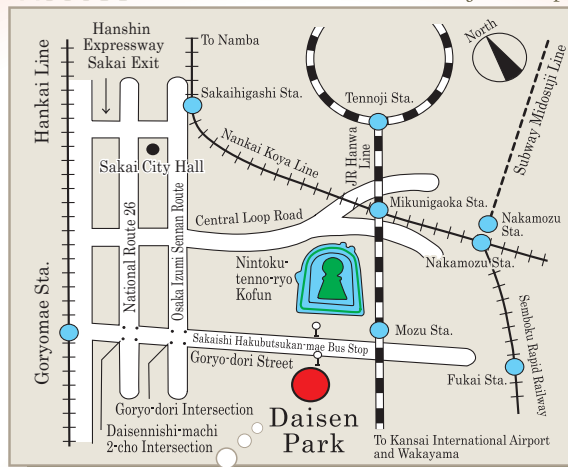 Hanshin
Expressway
Sakai Exit
To Namba
North
Hankai Line
Sakaihigashi Sta.
Tennoji Sta.
Subway Midosuji Line
Sakai City Hall
Nankai Koya Line
JR Hanwa
Line
National Route 26
Osaka Izumi Sennan Route
Central Loop Road
Mikunigaoka Sta.
Nakamozu
Sta.
Nakamozu Sta.
Nintoku-
tenno-ryo
Kofun
Goryomae Sta.
Sakaishi Hakubutsukan-mae Bus Stop
Goryo-dori Street
Mozu Sta.
Semboku Rapid Railway
Fukai Sta.
Goryo-dori Intersection
Daisennishi-machi
2-cho Intersection
Daisen
Park
To Kansai International Airport
and Wakayama